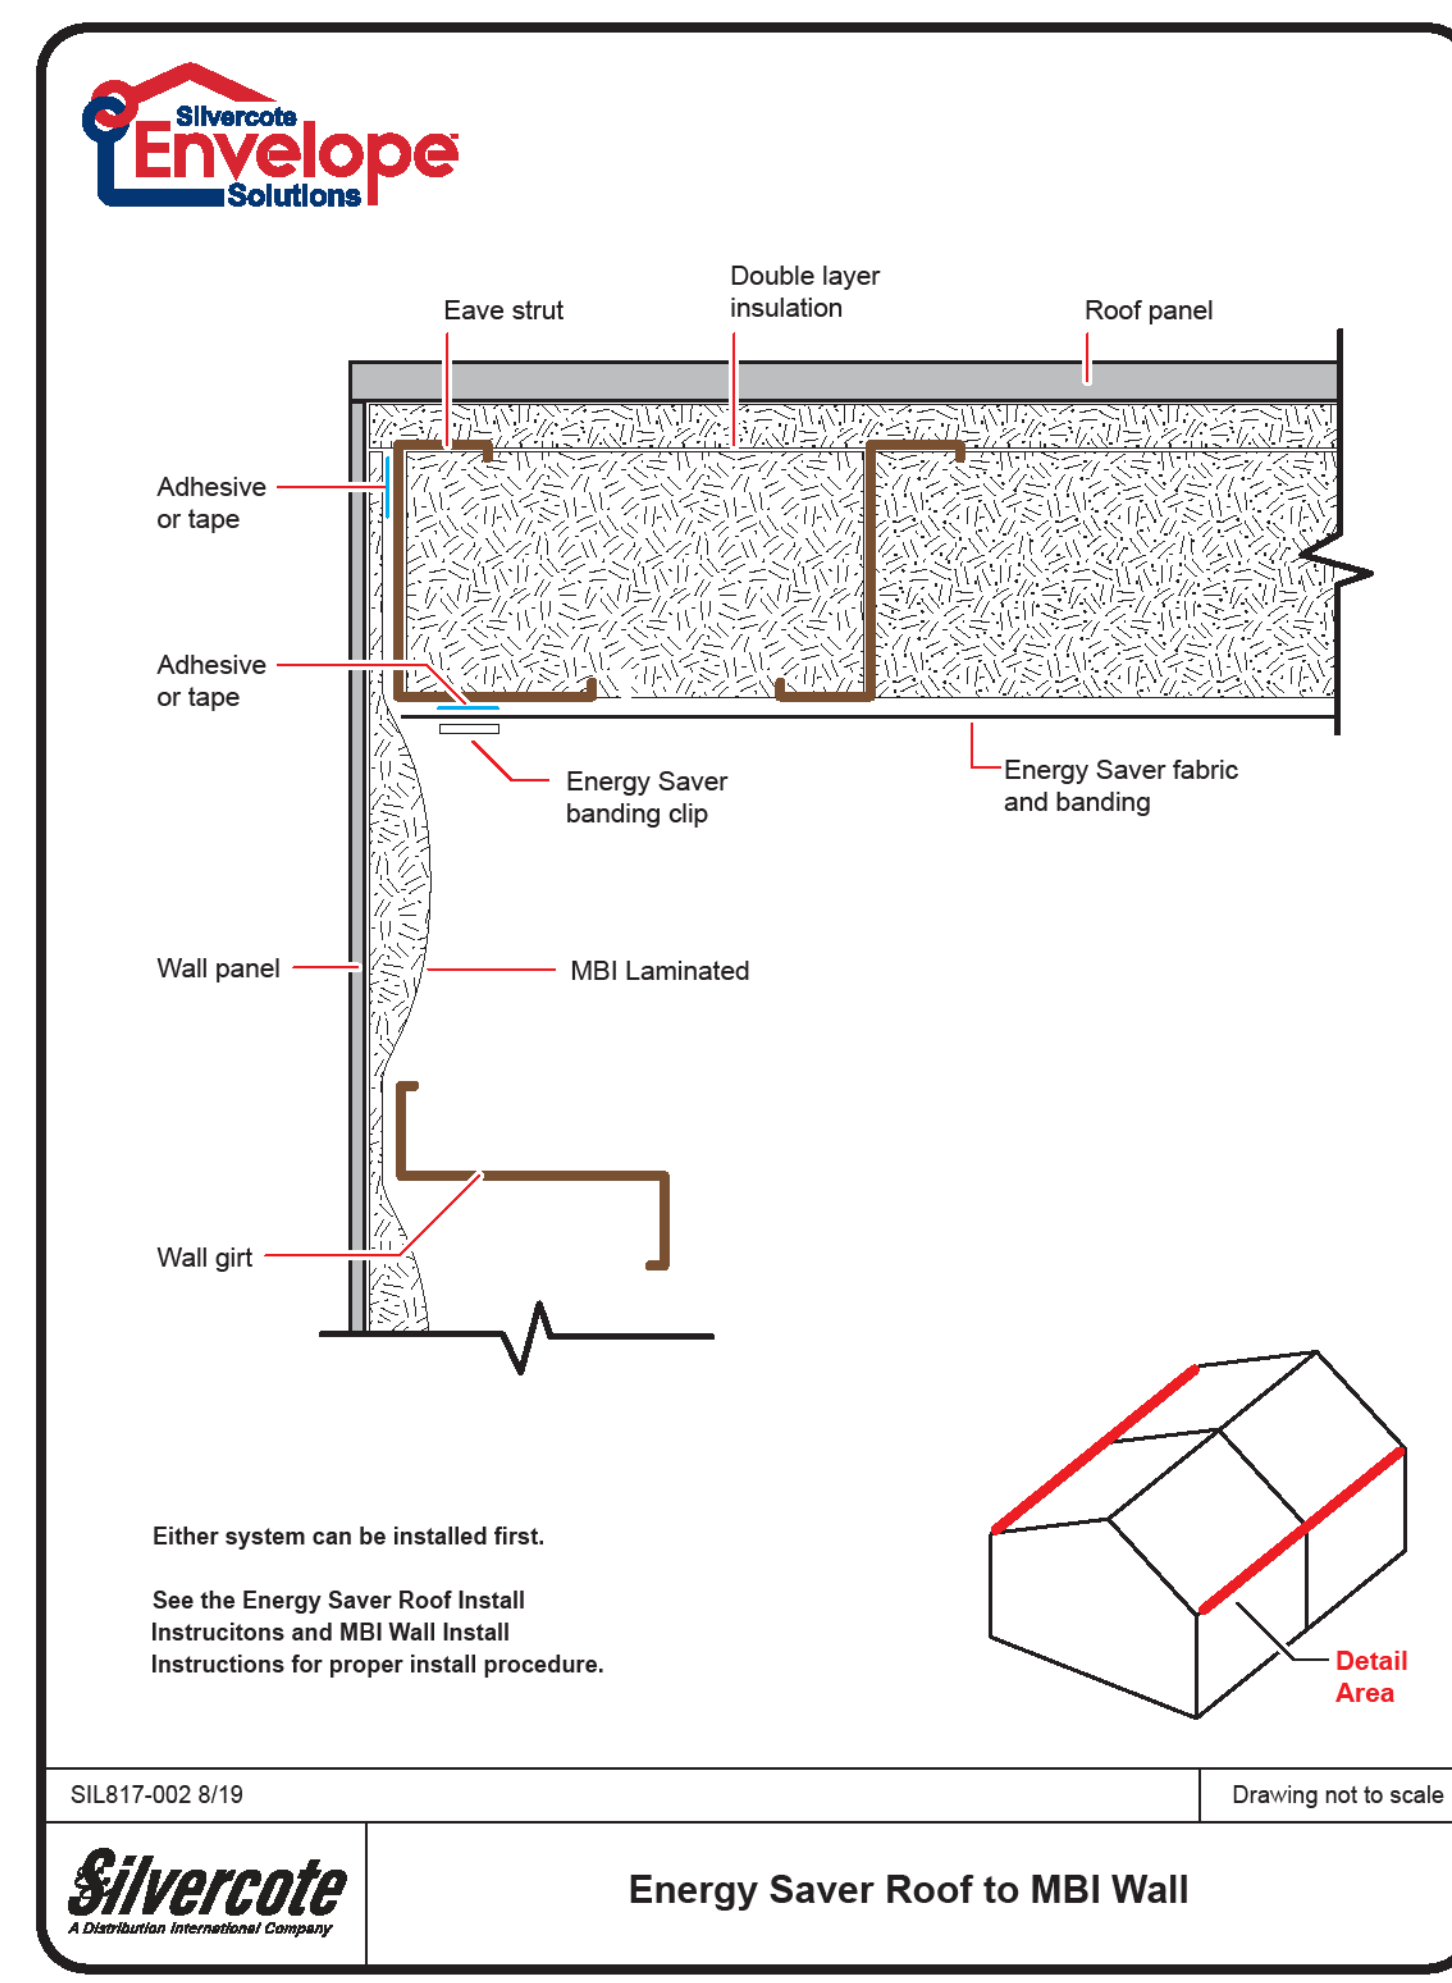 Silvercote
Envelope
Solutions
Double layer
insulation
Eave strut
Roof panel
Adhesive
or tape
Adhesive
or tape
Energy Saver
banding clip
Energy Saver fabric
and banding
Wall panel
MBI Laminated
Wall girt
Either system can be installed first.
See the Energy Saver Roof Install
Instrucitons and MBI Wall Install
Instructions for proper install procedure.
Detail
Area
SIL817-002 8/19
Drawing not to scale
Silvercote
A Distribution International Company
Energy Saver Roof to MBI Wall